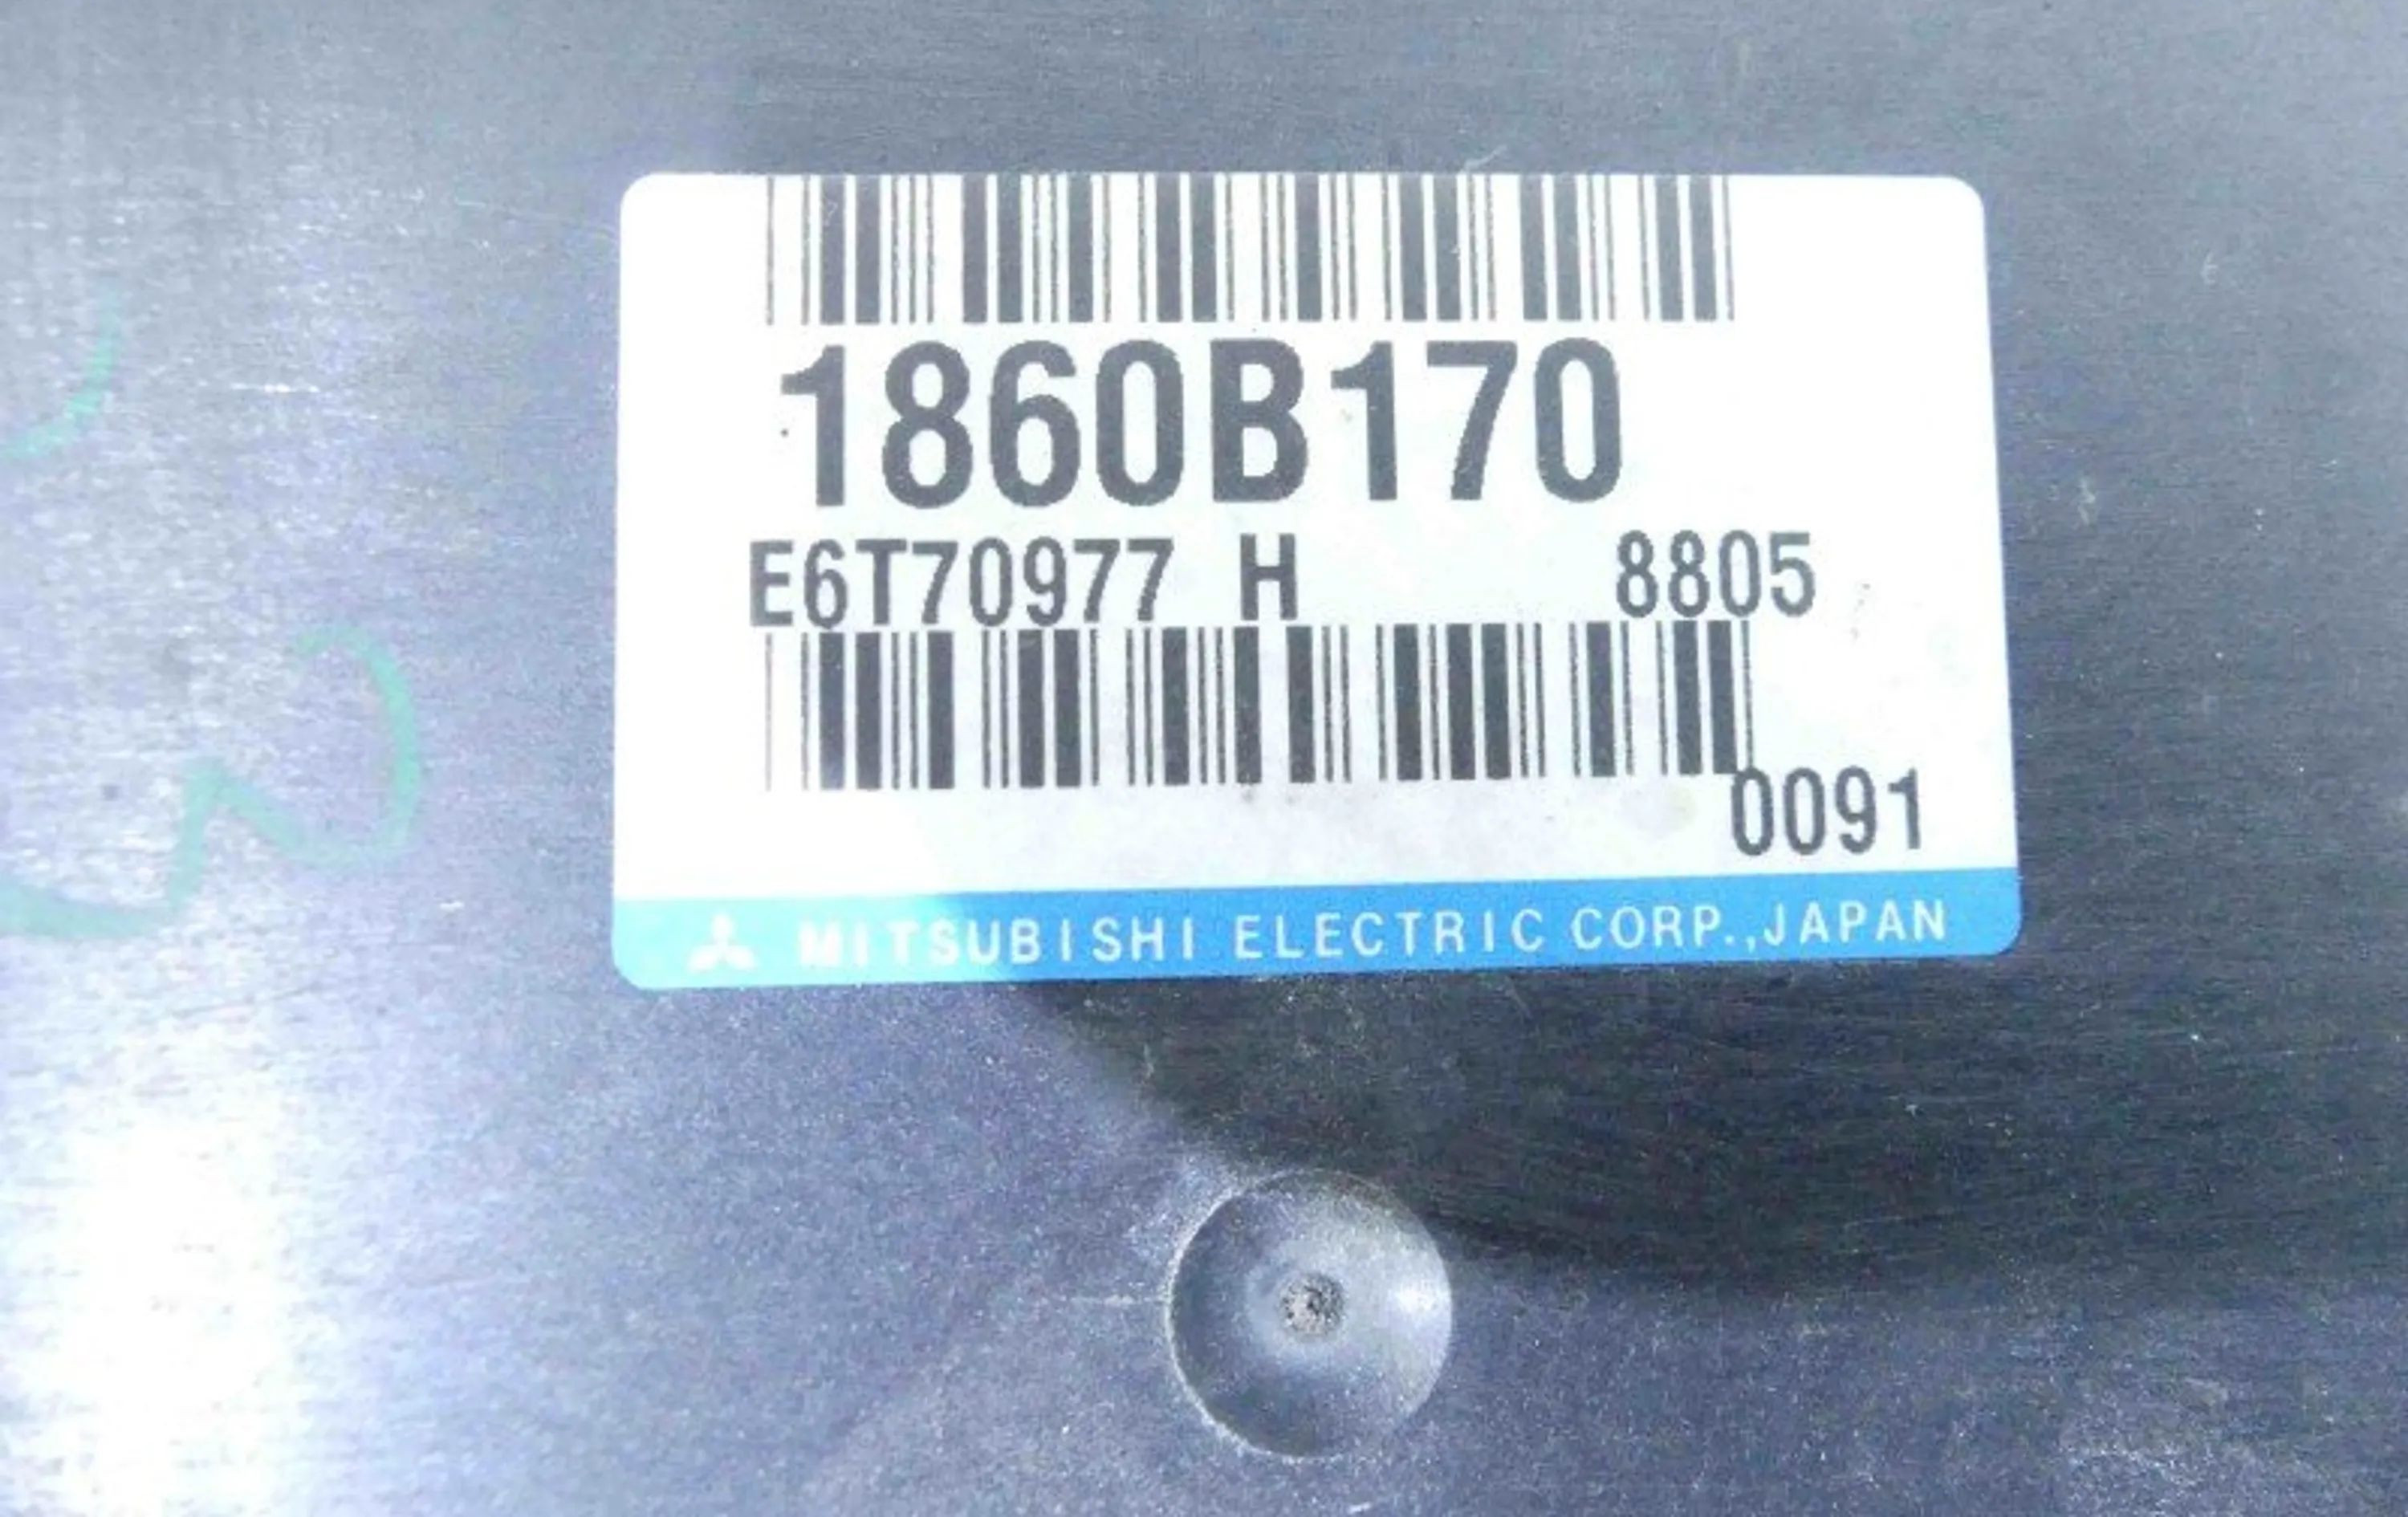 1860B170
E6T70977 H 8805
0091
MITSUBISHI ELECTRIC CORP.,JAPAN